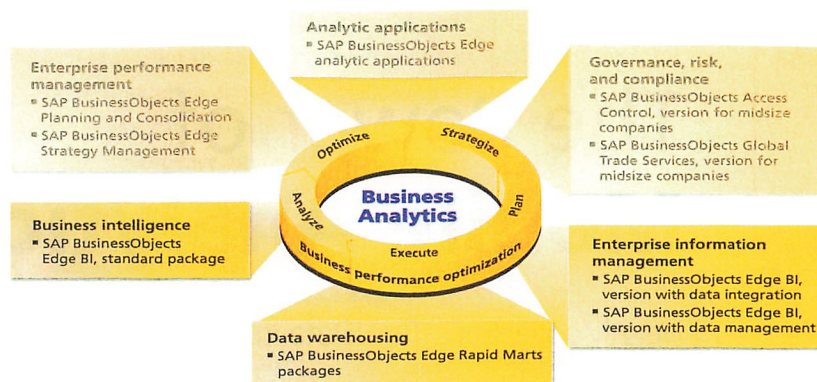 Analytic applications
▪ SAP BusinessObjects Edge
analytic applications
Enterprise performance
management
▪ SAP BusinessObjects Edge
Planning and Consolidation
▪ SAP BusinessObjects Edge
Strategy Management
Governance, risk,
and compliance
▪ SAP BusinessObjects Access
Control, version for midsize
companies
▪ SAP BusinessObjects Global
Trade Services, version for
midsize companies
Optimize
Strategize
Analyze
Plan
Execute
Business
Analytics
Business performance optimization
Business intelligence
▪ SAP BusinessObjects
Edge BI, standard package
Enterprise information
management
▪ SAP BusinessObjects Edge BI,
version with data integration
▪ SAP BusinessObjects Edge BI,
version with data management
Data warehousing
▪ SAP BusinessObjects Edge Rapid Marts
packages